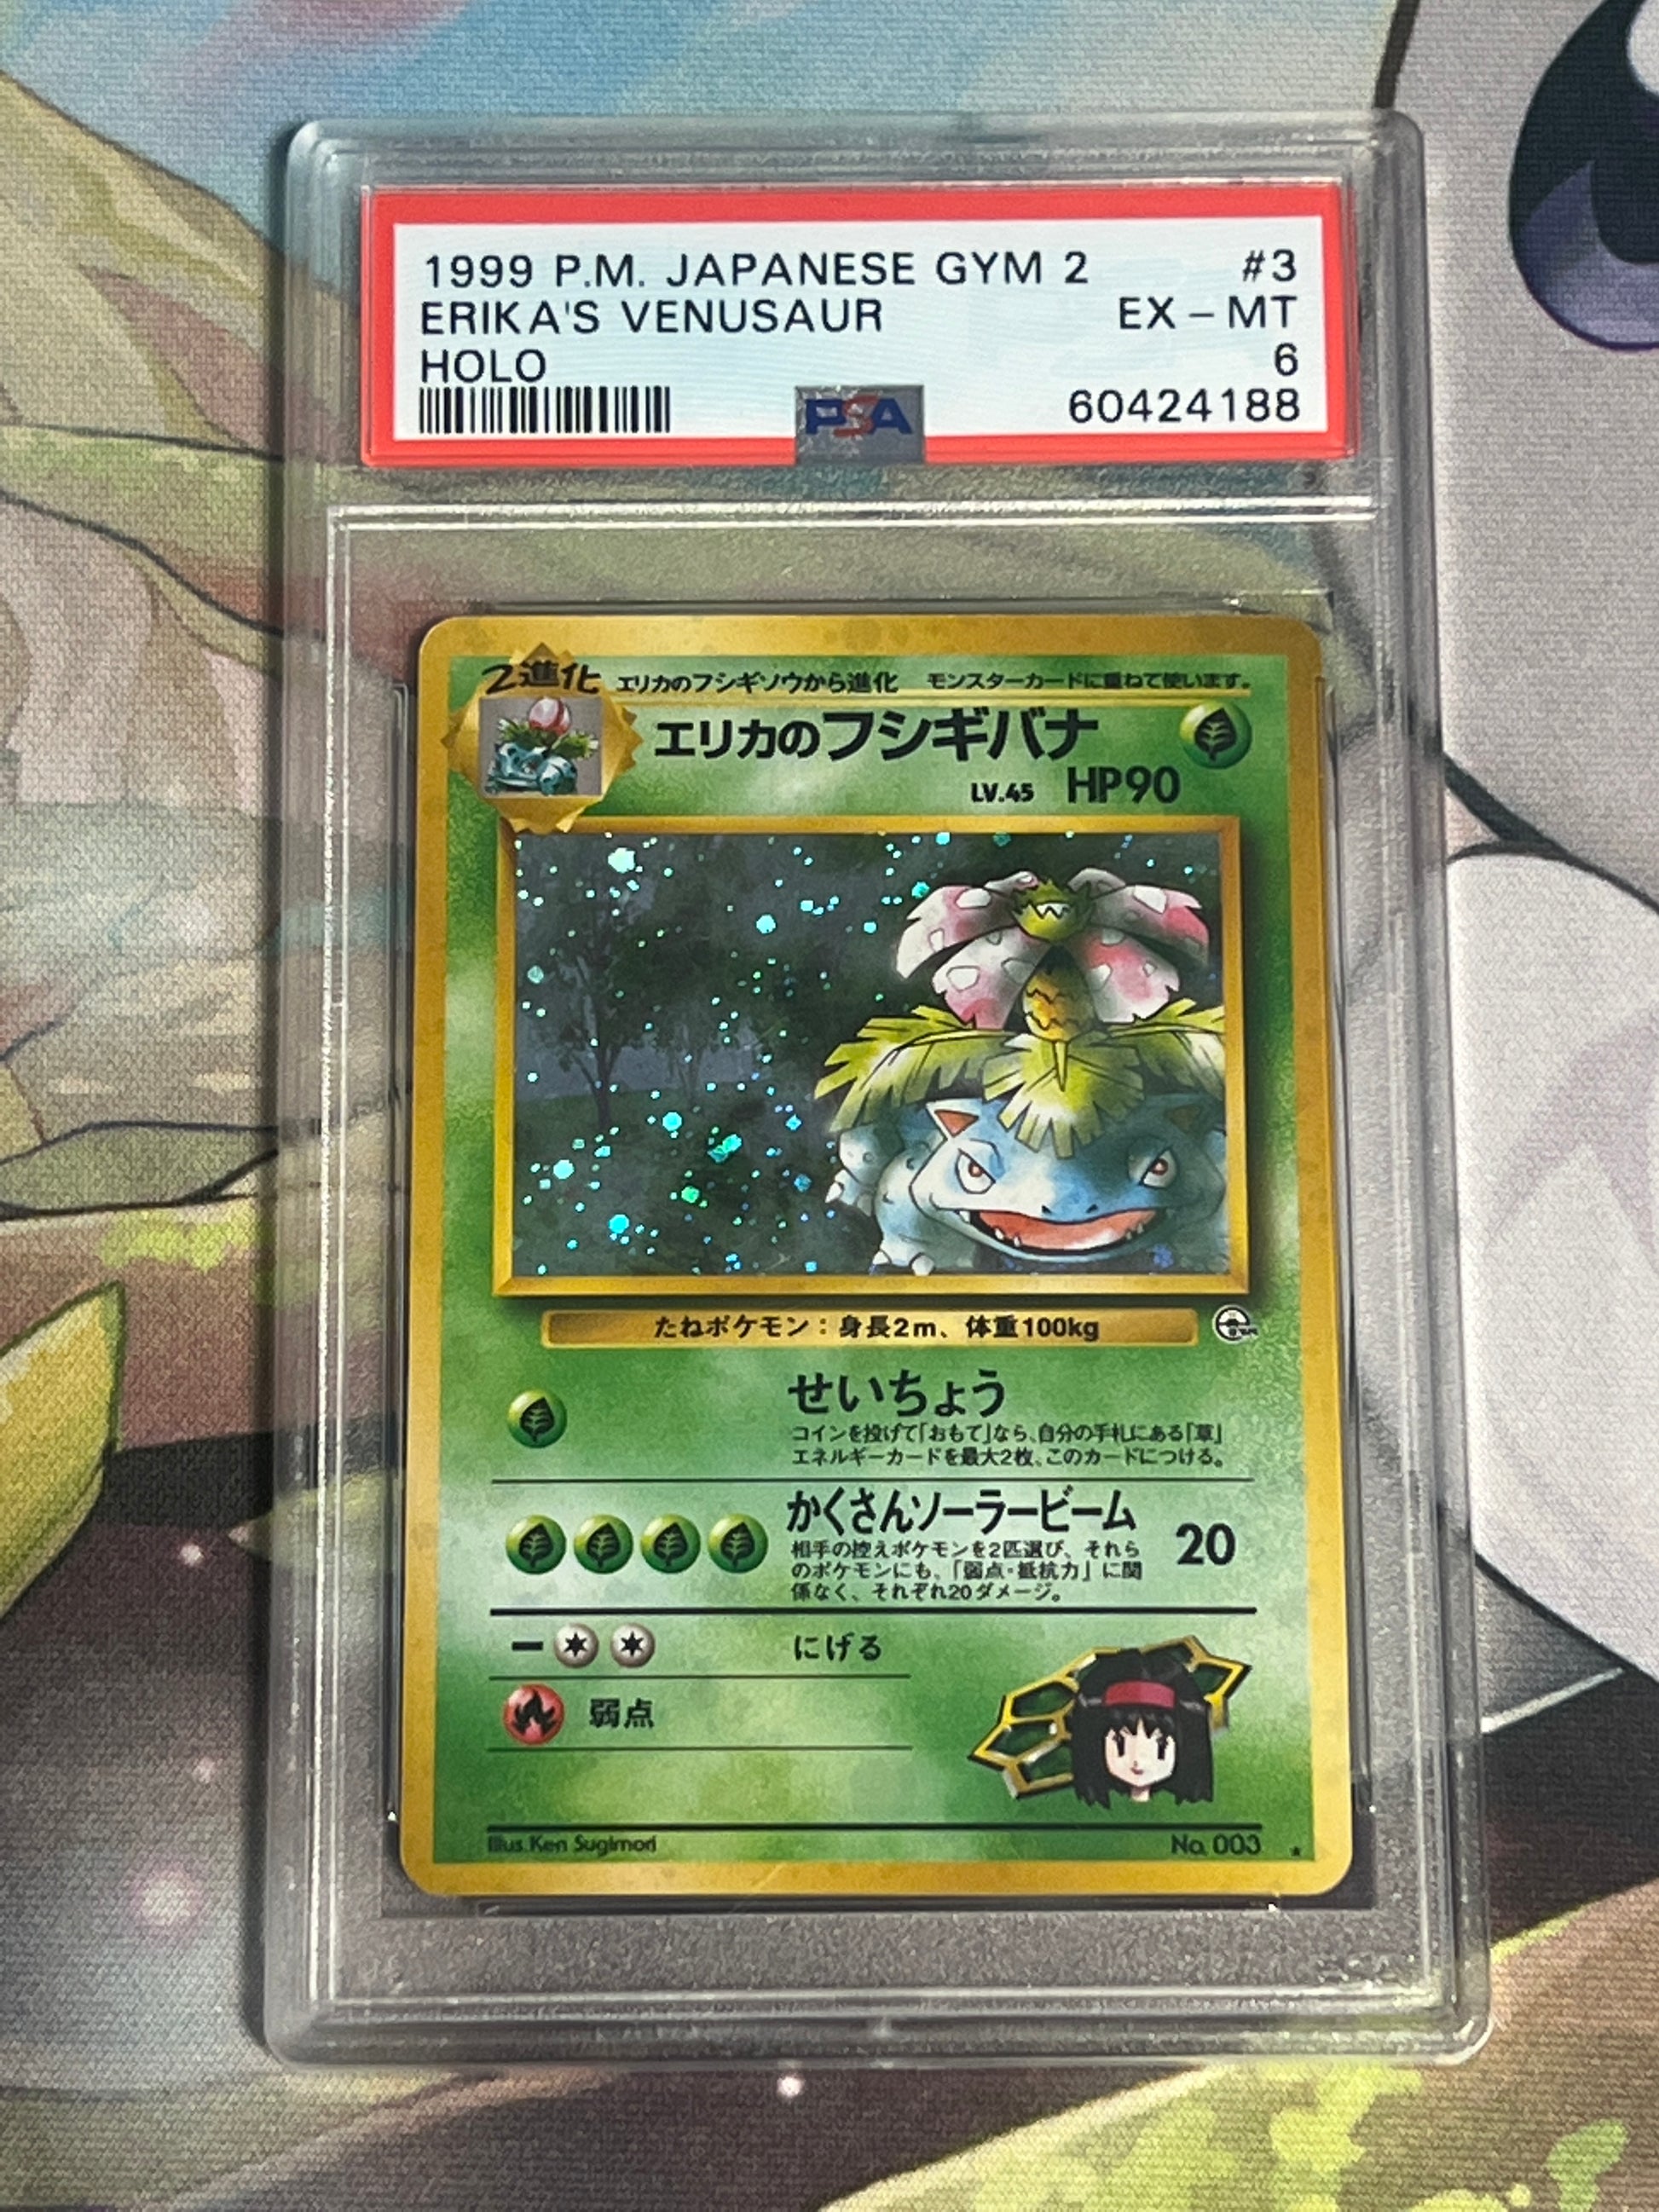 1999 P.M. JAPANESE GYM 2 #3
ERIKA'S VENUSAUR EX - MT
HOLO 6
PSA 60424188
2進化 エリカのフシギソウから進化 モンスターカードに重ねて使います。
エリカのフシギバナ
LV.45 HP90
たねポケモン：身長2m、体重100kg
せいちょう
コインを投げて「おもて」なら、自分の手札にある「草」
エネルギーカードを最大2枚、このカードにつける。
かくさんソーラービーム 20
相手の控えポケモンを2匹選び、それら
のポケモンにも、「弱点・抵抗力」に関
係なく、それぞれ20ダメージ。
にげる
弱点
Illus. Ken Sugimori No. 003